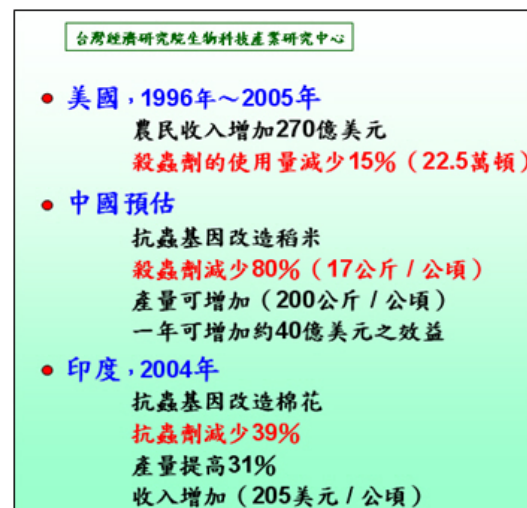 台灣經濟研究院生物科技產業研究中心
美國，1996年～2005年
農民收入增加270億美元
殺蟲劑的使用量減少15%（22.5萬頓）
中國預估
抗蟲基因改造稻米
殺蟲劑減少80%（17公斤 / 公頃）
產量可增加（200公斤 / 公頃）
一年可增加約40億美元之效益
印度，2004年
抗蟲基因改造棉花
抗蟲劑減少39%
產量提高31%
收入增加（205美元 / 公頃）